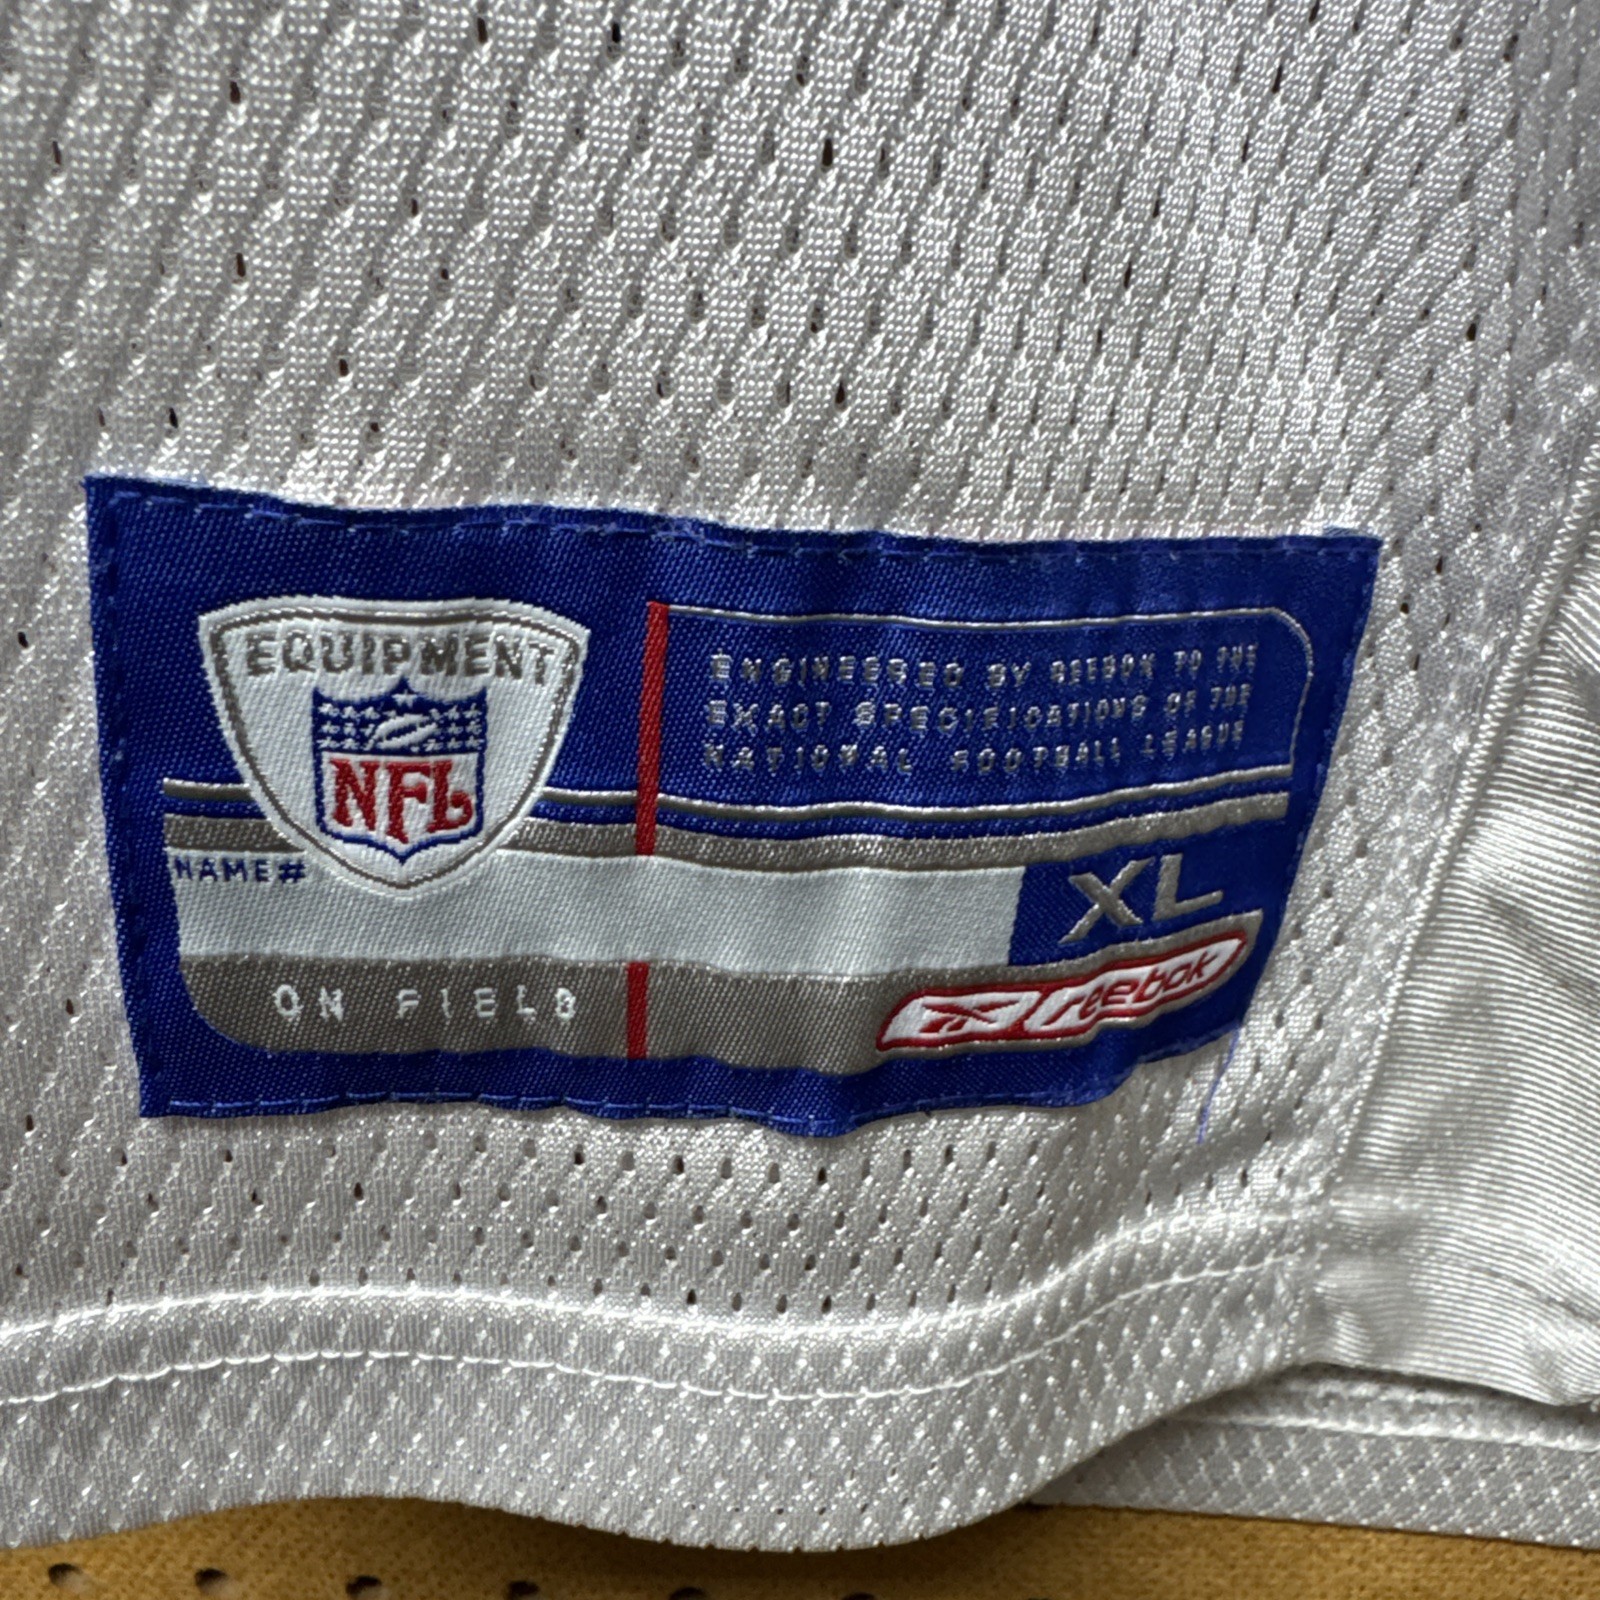 EQUIPMENT
NFL
ENGINEERED BY REEBOK TO THE
EXACT SPECIFICATIONS OF THE
NATIONAL FOOTBALL LEAGUE
NAME#
XL
ON FIELD
Reebok